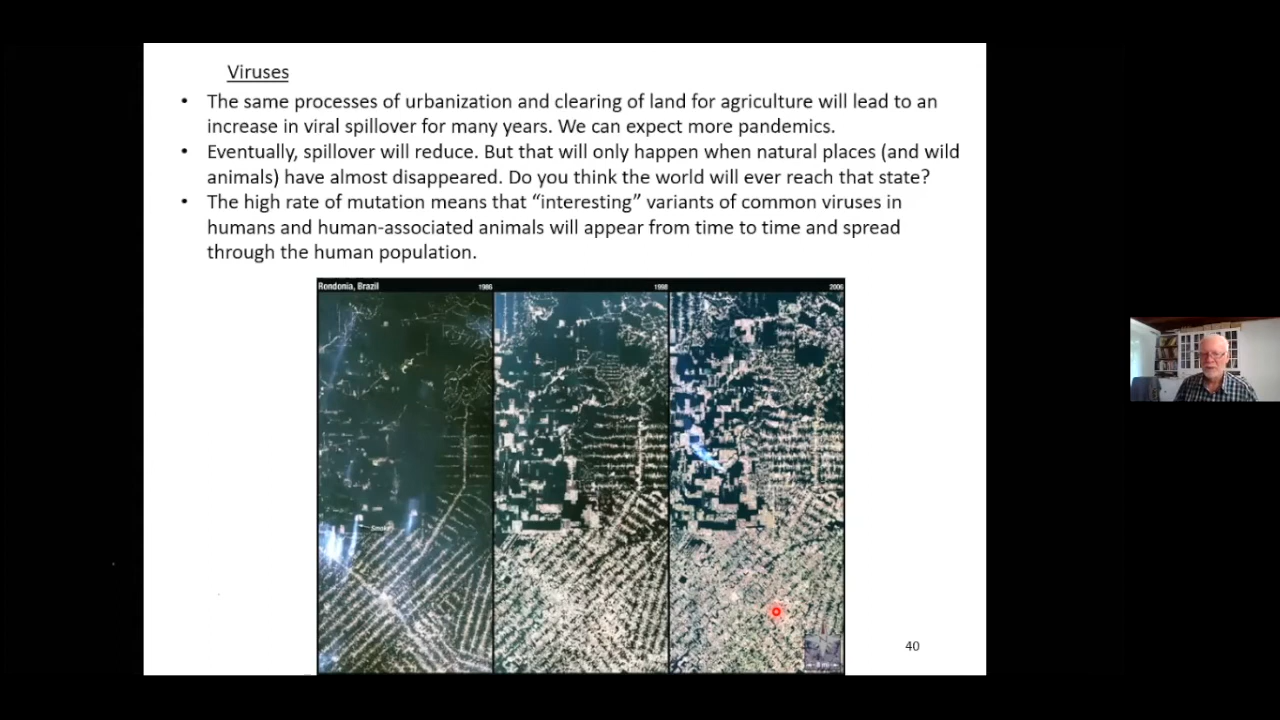 Viruses
• The same processes of urbanization and clearing of land for agriculture will lead to an
increase in viral spillover for many years. We can expect more pandemics.
• Eventually, spillover will reduce. But that will only happen when natural places (and wild
animals) have almost disappeared. Do you think the world will ever reach that state?
• The high rate of mutation means that “interesting” variants of common viruses in
humans and human-associated animals will appear from time to time and spread
through the human population.
Rondonia, Brazil 1986 1998 2006
Smoke
40